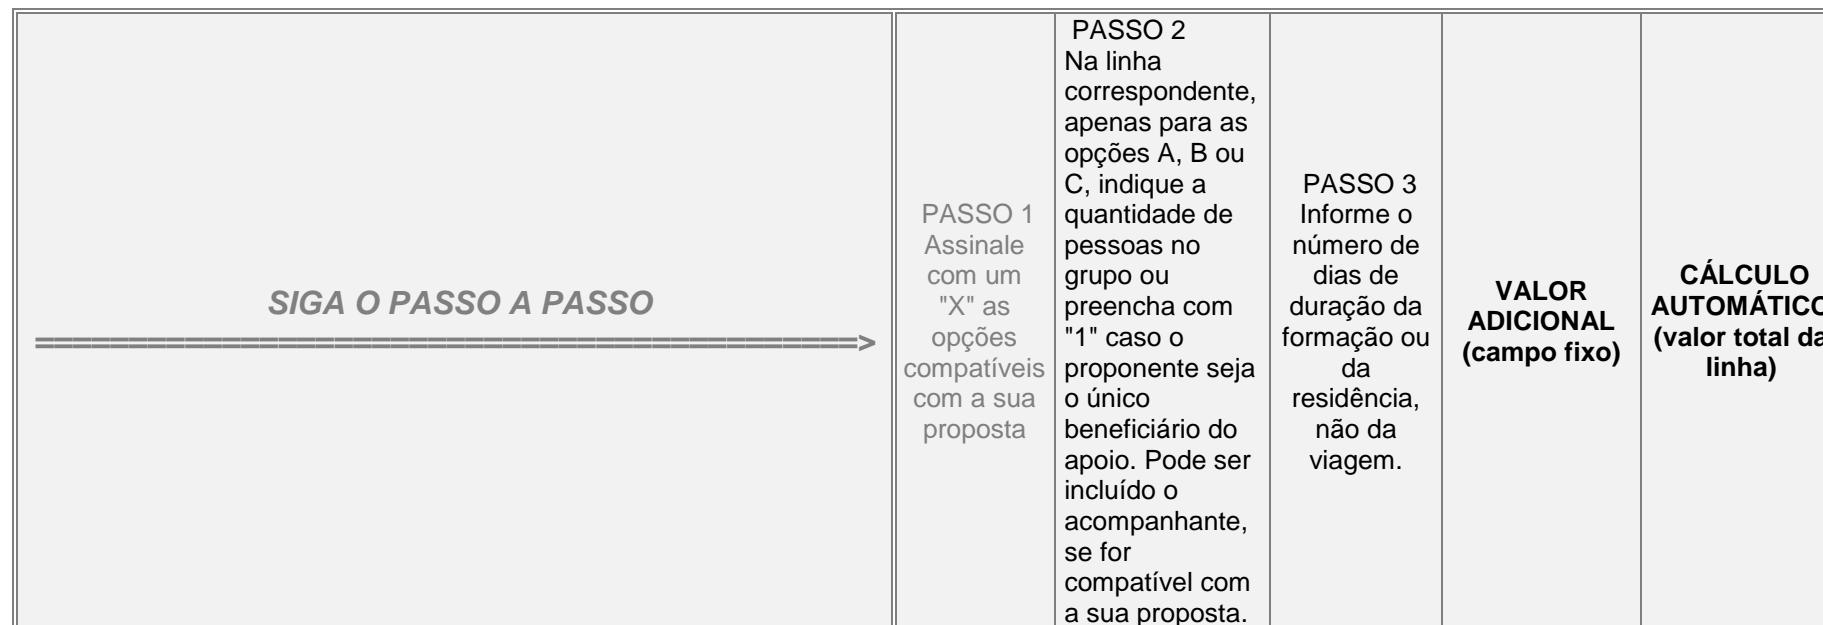 SIGA O PASSO A PASSO
============================================>
PASSO 1
Assinale
com um
"X" as
opções
compatíveis
com a sua
proposta
PASSO 2
Na linha
correspondente,
apenas para as
opções A, B ou
C, indique a
quantidade de
pessoas no
grupo ou
preencha com
"1" caso o
proponente seja
o único
beneficiário do
apoio. Pode ser
incluído o
acompanhante,
se for
compatível com
a sua proposta.
PASSO 3
Informe o
número de
dias de
duração da
formação ou
da
residência,
não da
viagem.
VALOR
ADICIONAL
(campo fixo)
CÁLCULO
AUTOMÁTICO
(valor total da
linha)